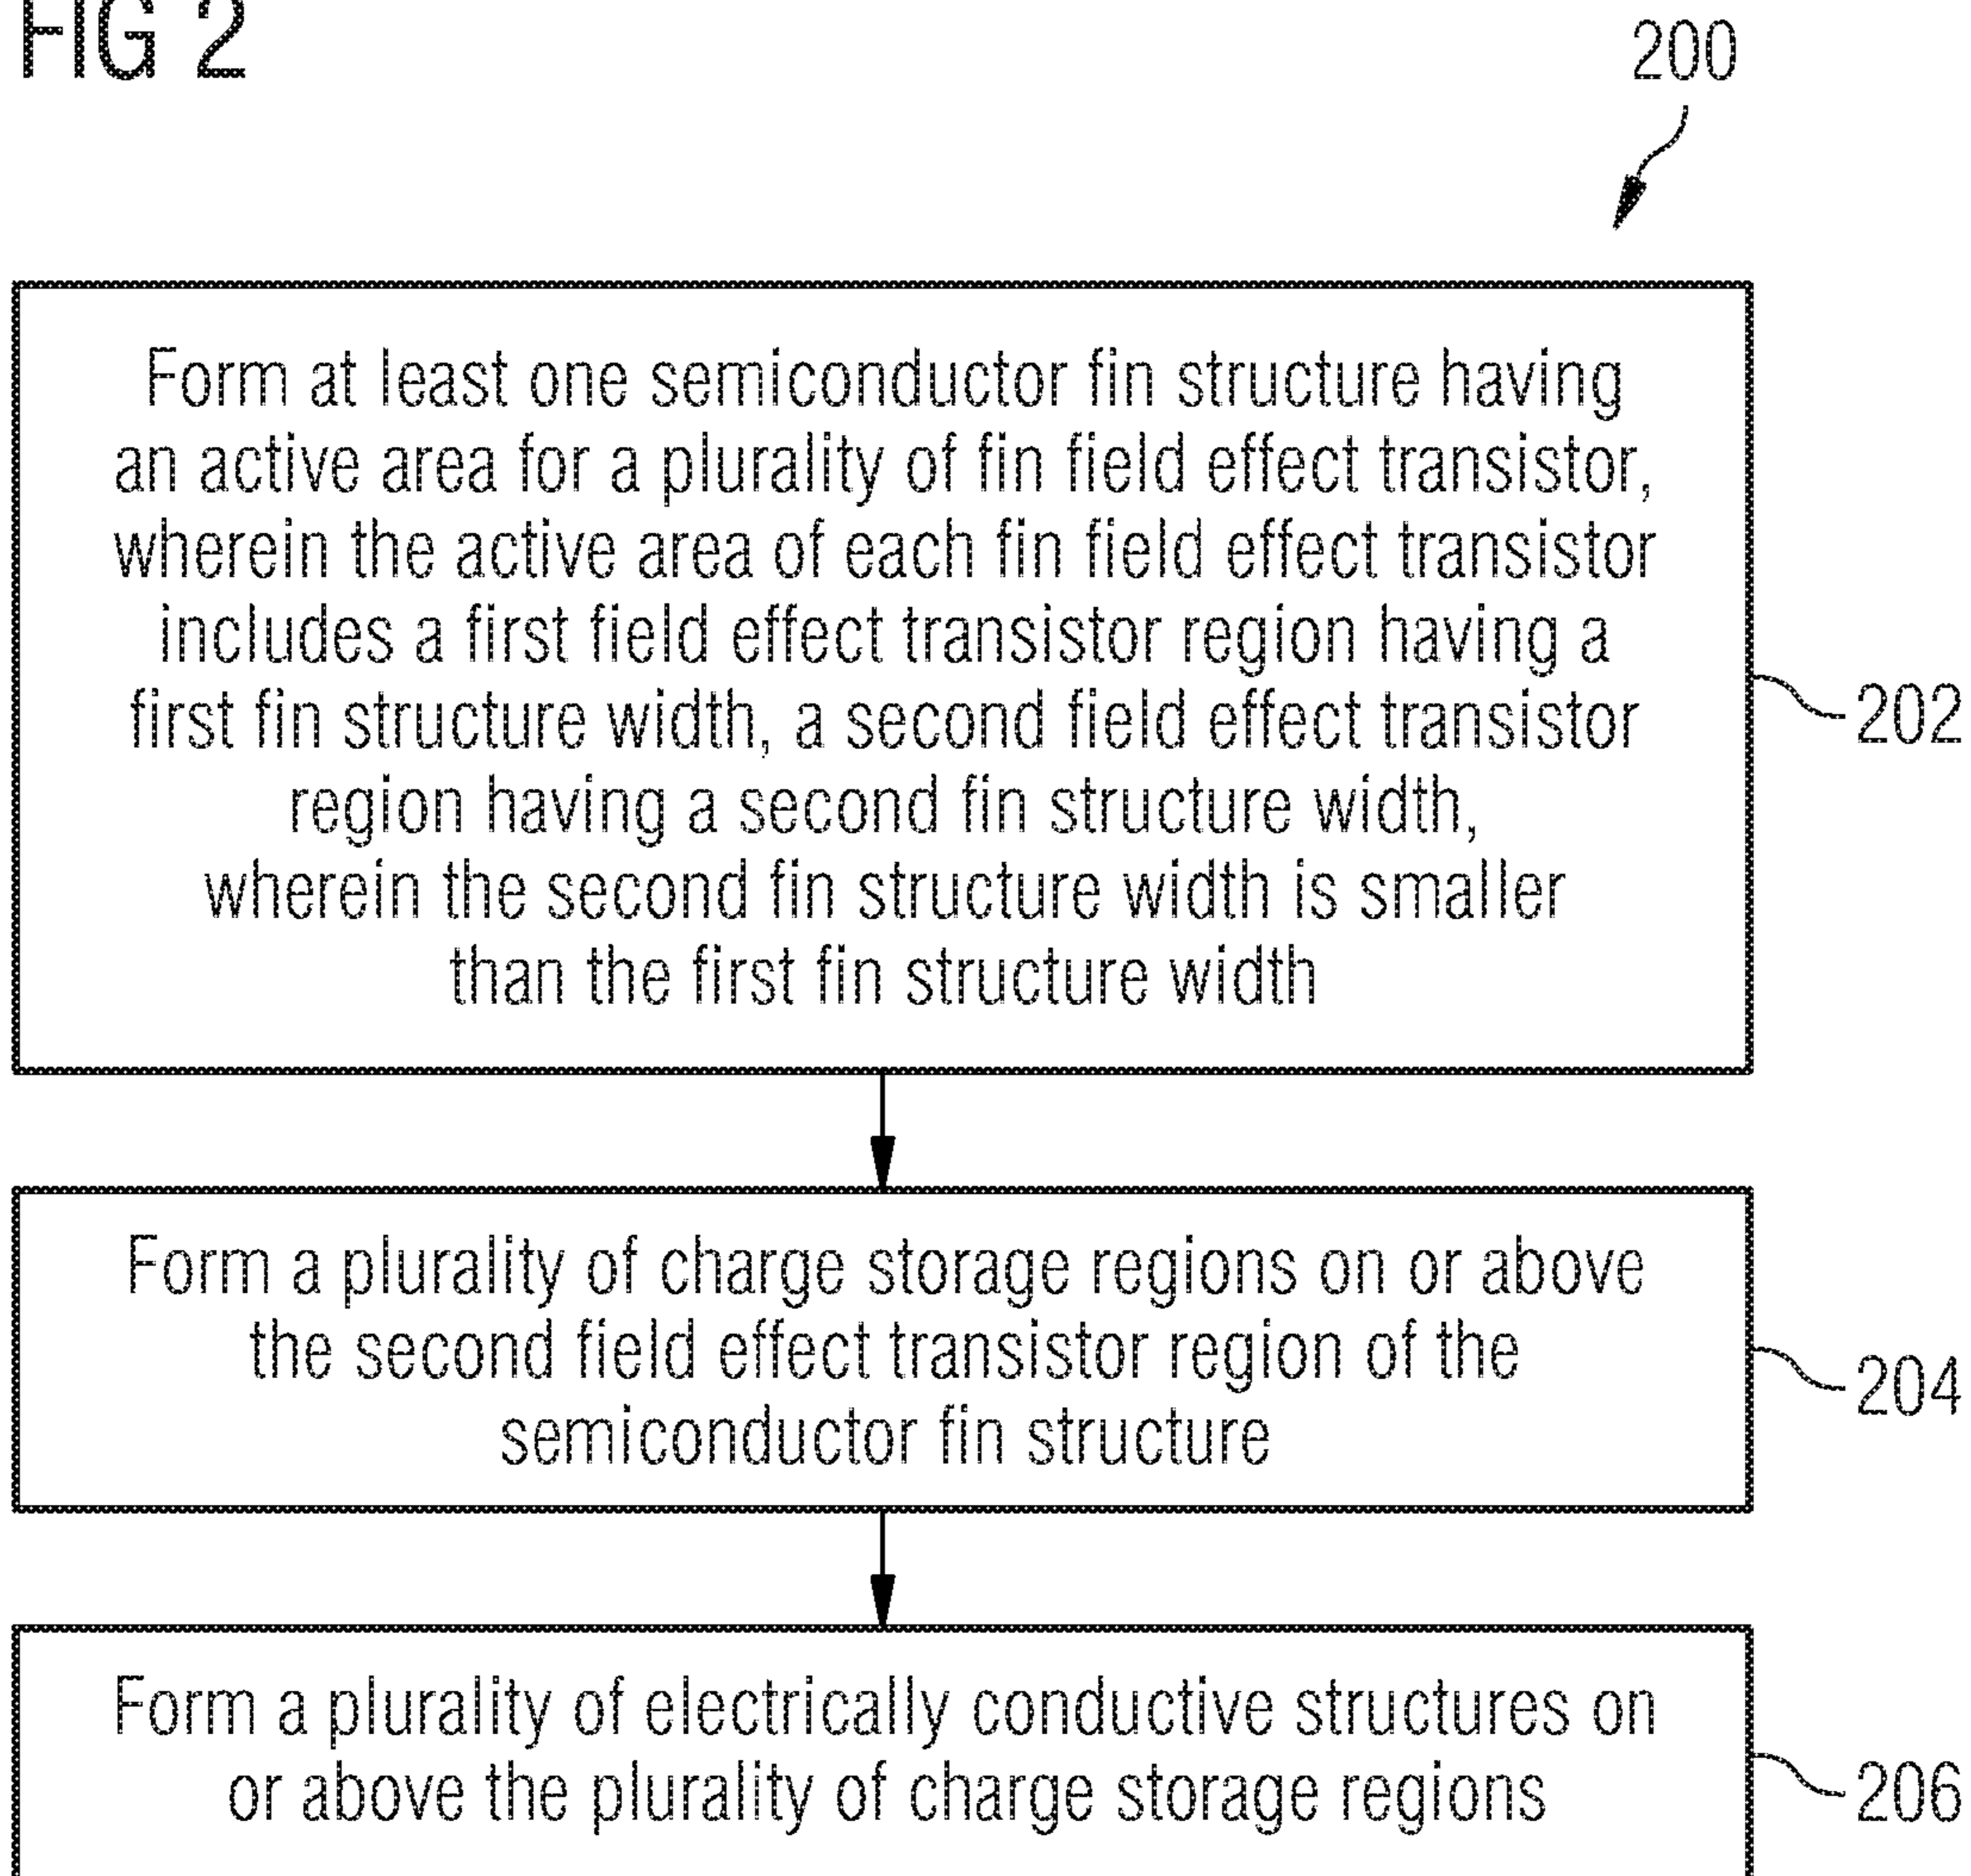 FIG 2
200
Form at least one semiconductor fin structure having
an active area for a plurality of fin field effect transistor,
wherein the active area of each fin field effect transistor
includes a first field effect transistor region having a
first fin structure width, a second field effect transistor
region having a second fin structure width,
wherein the second fin structure width is smaller
than the first fin structure width
202
Form a plurality of charge storage regions on or above
the second field effect transistor region of the
semiconductor fin structure
204
Form a plurality of electrically conductive structures on
or above the plurality of charge storage regions
206